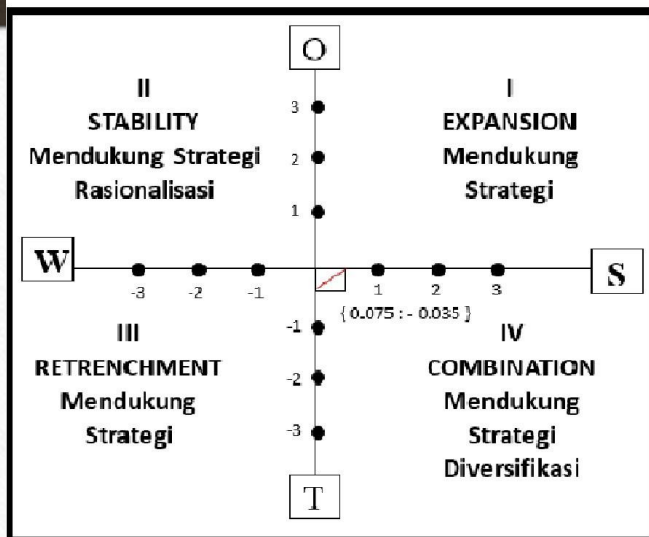 O
II
STABILITY
Mendukung Strategi
Rasionalisasi
I
EXPANSION
Mendukung
Strategi
3
2
1
W
-3
-2
-1
1
2
3
S
{ 0.075 : - 0.035 }
-1
-2
-3
III
RETRENCHMENT
Mendukung
Strategi
IV
COMBINATION
Mendukung
Strategi
Diversifikasi
T